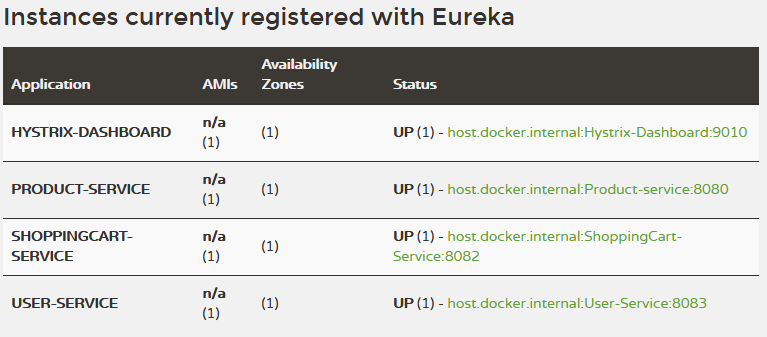 Instances currently registered with Eureka
Availability
Application AMIs Zones Status
HYSTRIX-DASHBOARD n/a (1) (1) UP (1) - host.docker.internal:Hystrix-Dashboard:9010
PRODUCT-SERVICE n/a (1) (1) UP (1) - host.docker.internal:Product-service:8080
SHOPPINGCART-
SERVICE n/a (1) (1) UP (1) - host.docker.internal:ShoppingCart-
Service:8082
USER-SERVICE n/a (1) (1) UP (1) - host.docker.internal:User-Service:8083